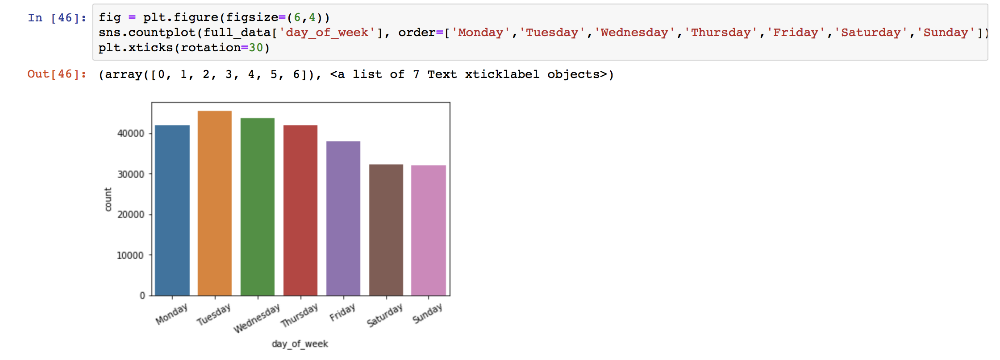 In [46]: fig = plt.figure(figsize=(6,4))
sns.countplot(full_data['day_of_week'], order=['Monday','Tuesday','Wednesday','Thursday','Friday','Saturday','Sunday'])
plt.xticks(rotation=30)
Out[46]: (array([0, 1, 2, 3, 4, 5, 6]), <a list of 7 Text xticklabel objects>)
40000
30000
20000
10000
0
count
Monday Tuesday Wednesday Thursday Friday Saturday Sunday
day_of_week